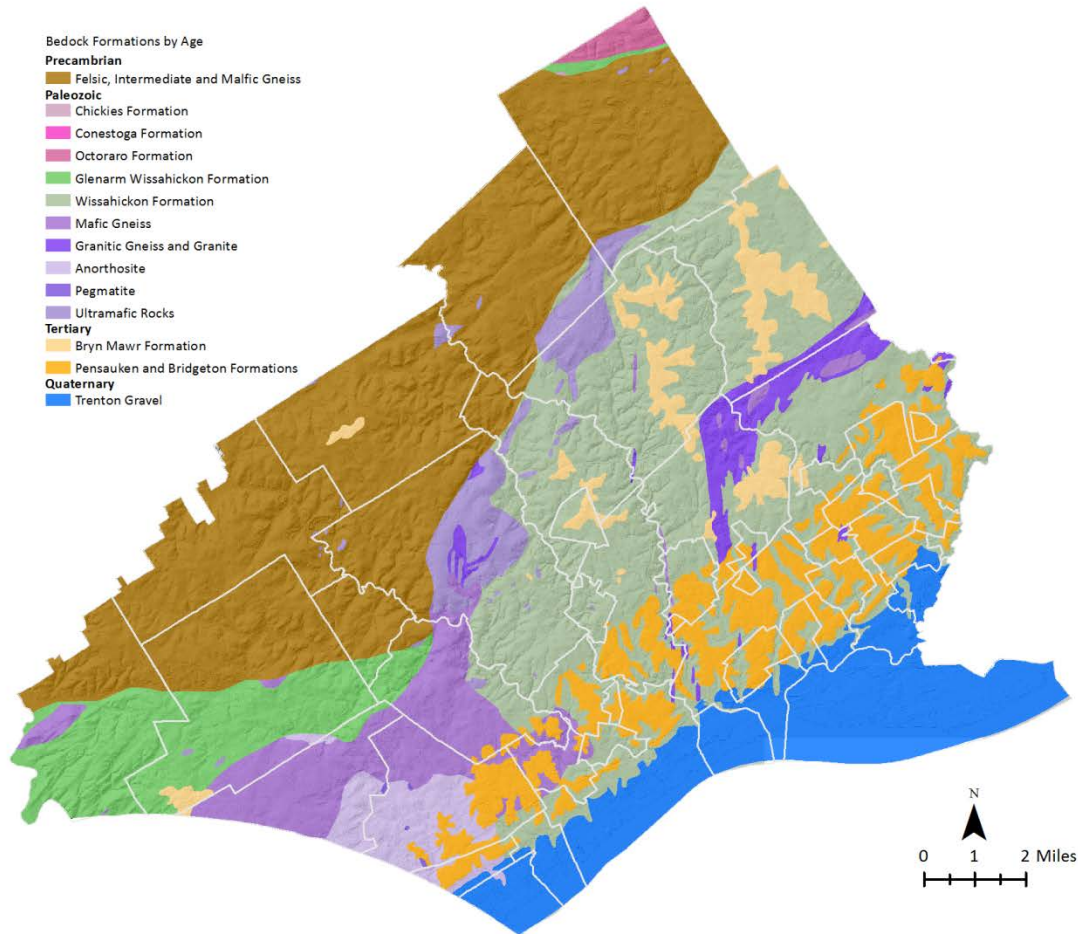 Bedock Formations by Age
Precambrian
Felsic, Intermediate and Malfic Gneiss
Paleozoic
Chickies Formation
Conestoga Formation
Octoraro Formation
Glenarm Wissahickon Formation
Wissahickon Formation
Mafic Gneiss
Granitic Gneiss and Granite
Anorthosite
Pegmatite
Ultramafic Rocks
Tertiary
Bryn Mawr Formation
Pensauken and Bridgeton Formations
Quaternary
Trenton Gravel
N
0 1 2 Miles